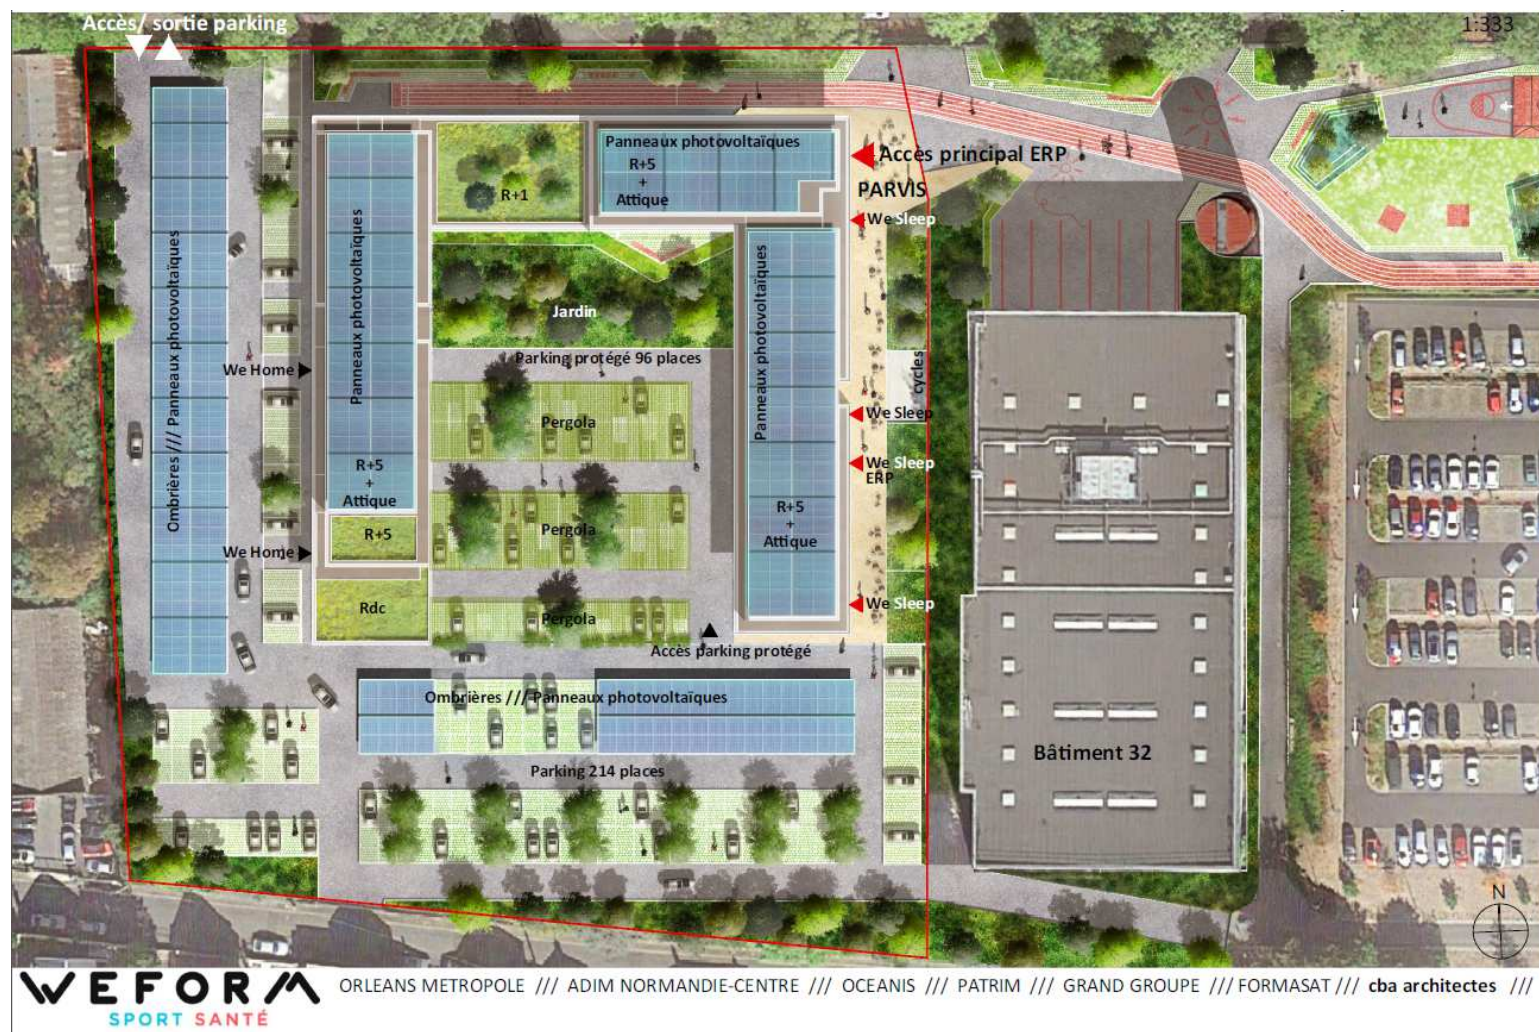 Accès/ sortie parking
1:333
Panneaux photovoltaïques
R+5
+
Attique
Accès principal ERP
PARVIS
R+1
We Sleep
Ombrières /// Panneaux photovoltaïques
Panneaux photovoltaïques
Panneaux photovoltaïques
Jardin
Parking protégé 96 places
We Home
cycles
Pergola
We Sleep
R+5
+
Attique
We Sleep
ERP
R+5
+
Attique
Pergola
R+5
We Home
Rdc
Pergola
We Sleep
Accès parking protégé
Ombrières /// Panneaux photovoltaïques
Parking 214 places
Bâtiment 32
N
WEFORM
SPORT SANTÉ
ORLEANS METROPOLE /// ADIM NORMANDIE-CENTRE /// OCEANIS /// PATRIM /// GRAND GROUPE /// FORMASAT /// cba architectes ///